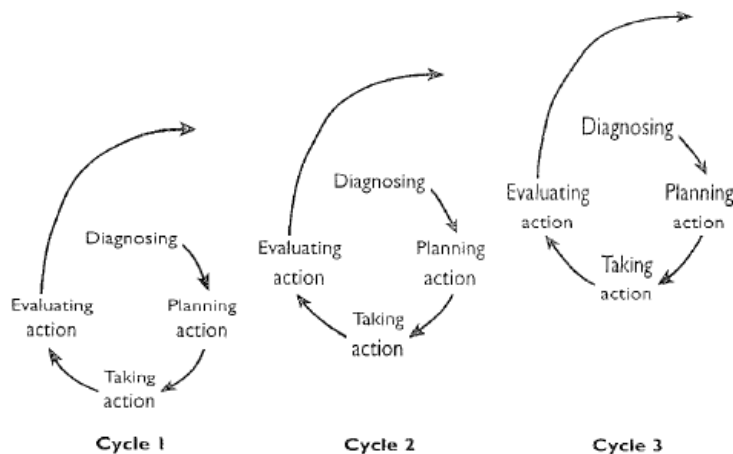 Diagnosing
Planning
action
Taking
action
Evaluating
action
Cycle 1
Diagnosing
Planning
action
Taking
action
Evaluating
action
Cycle 2
Diagnosing
Planning
action
Taking
action
Evaluating
action
Cycle 3